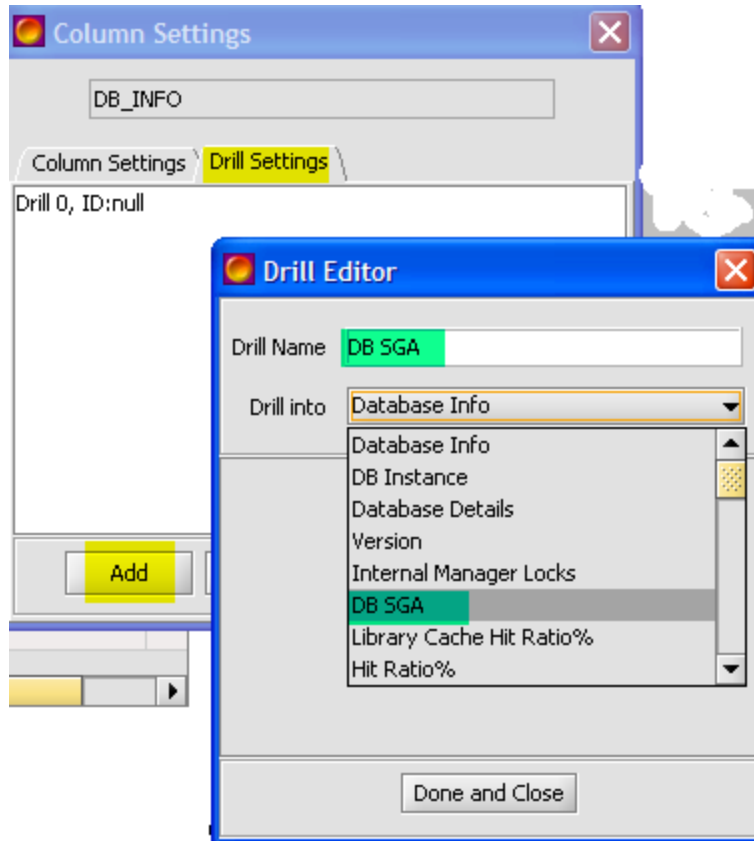 Column Settings
DB_INFO
Column Settings Drill Settings
Drill 0, ID:null
Drill Editor
Drill Name DB SGA
Drill into Database Info
Database Info
DB Instance
Database Details
Version
Internal Manager Locks
DB SGA
Library Cache Hit Ratio%
Hit Ratio%
Add
Done and Close